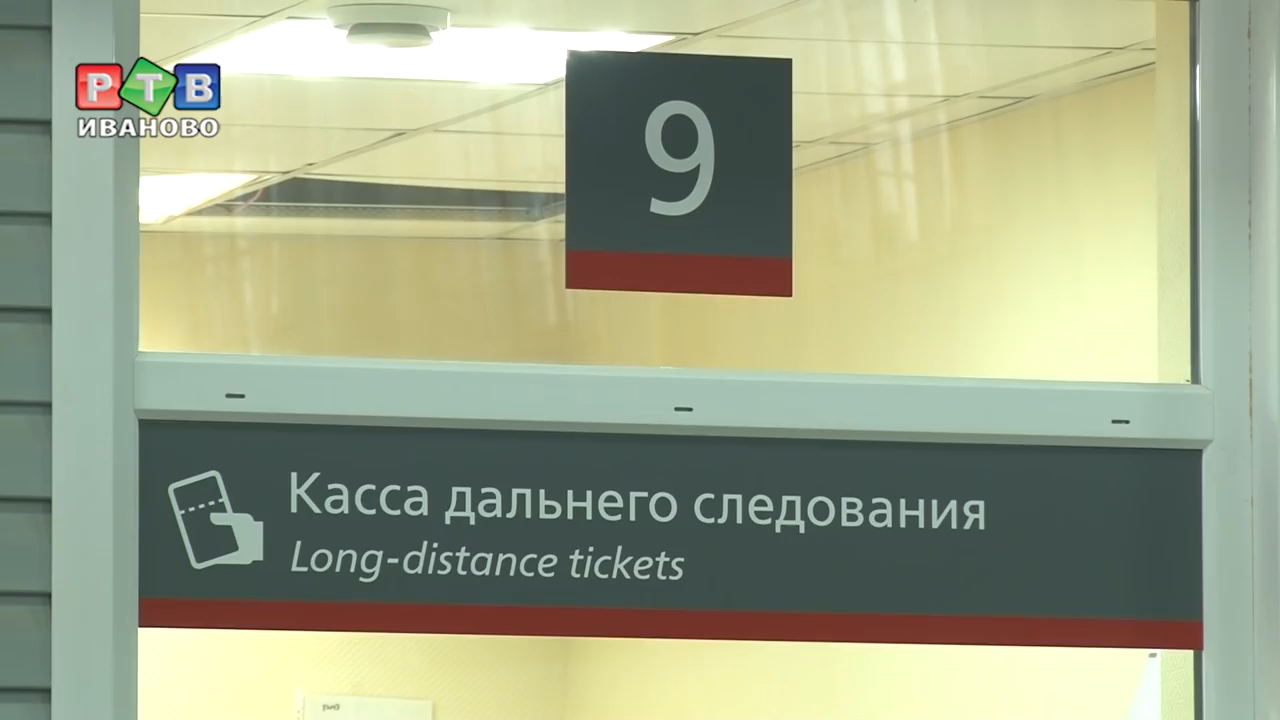 РТВ
ИВАНОВО
9
Касса дальнего следования
Long-distance tickets